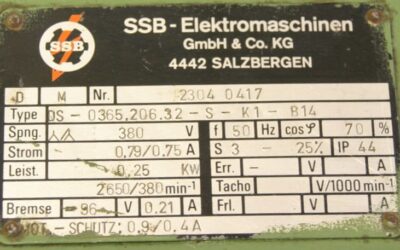 SSB
SSB-Elektromaschinen
GmbH & Co. KG
4442 SALZBERGEN
D M Nr. 2304 0417
Type DS - 0365,206.32 - S - K1 - B14
Spng. 380 V f 50 Hz cosφ 70 %
Strom 0,79/0,75 A S 3 - 25% IP 44
Leist. 0,25 KW Err. - V - A
2650/380 min⁻¹ Tacho V/1000 min⁻¹
Bremse - 96 - V 0.21 A Frl. V A
MOT. - SCHUTZ: 0,9/0,4 A